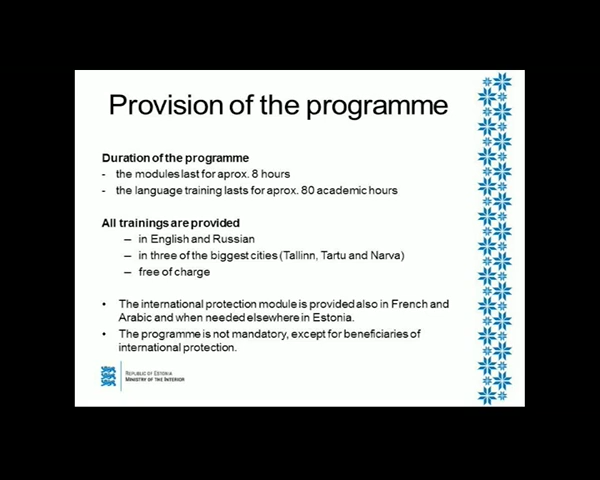 Provision of the programme
Duration of the programme
- the modules last for aprox. 8 hours
- the language training lasts for aprox. 80 academic hours
All trainings are provided
– in English and Russian
– in three of the biggest cities (Tallinn, Tartu and Narva)
– free of charge
• The international protection module is provided also in French and
Arabic and when needed elsewhere in Estonia.
• The programme is not mandatory, except for beneficiaries of
international protection.
REPUBLIC OF ESTONIA
MINISTRY OF THE INTERIOR